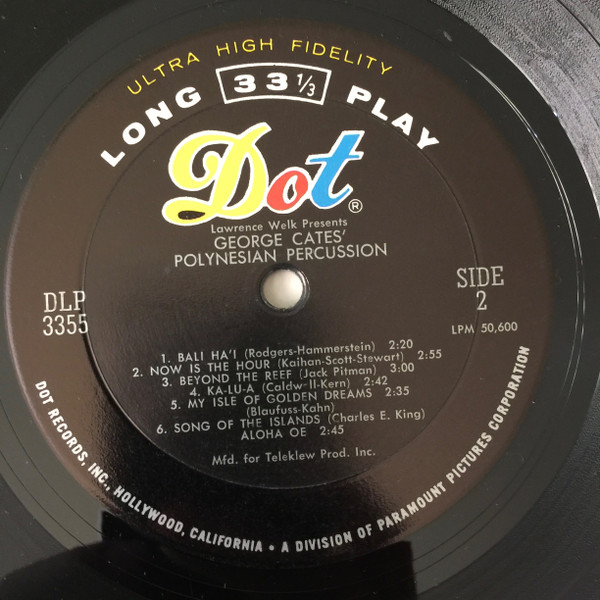 ULTRA HIGH FIDELITY
LONG 33 1/3 PLAY
Dot®
Lawrence Welk Presents
GEORGE CATES'
POLYNESIAN PERCUSSION
DLP
3355
SIDE
2
LPM 50,600
1. BALI HA'I (Rodgers-Hammerstein) 2:20
2. NOW IS THE HOUR (Kaihan-Scott-Stewart) 2:55
3. BEYOND THE REEF (Jack Pitman) 3:00
4. KA-LU-A (Caldw-ll-Kern) 2:42
5. MY ISLE OF GOLDEN DREAMS 2:35
(Blaufuss-Kahn)
6. SONG OF THE ISLANDS (Charles E. King)
ALOHA OE 2:45
Mfd. for Teleklew Prod. Inc.
DOT RECORDS, INC., HOLLYWOOD, CALIFORNIA • A DIVISION OF PARAMOUNT PICTURES CORPORATION